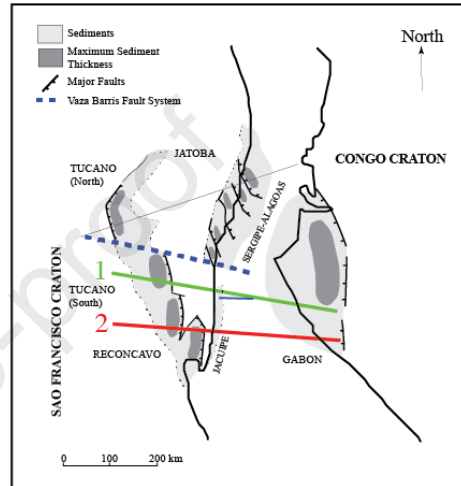 Sediments
Maximum Sediment
Thickness
Major Faults
Vaza Barris Fault System
North
JATOBA
TUCANO
(North)
CONGO CRATON
SERGIPE-ALAGOAS
1
TUCANO
(South)
2
SAO FRANCISCO CRATON
RECONCAVO
JACUIPE
GABON
0 100 200 km